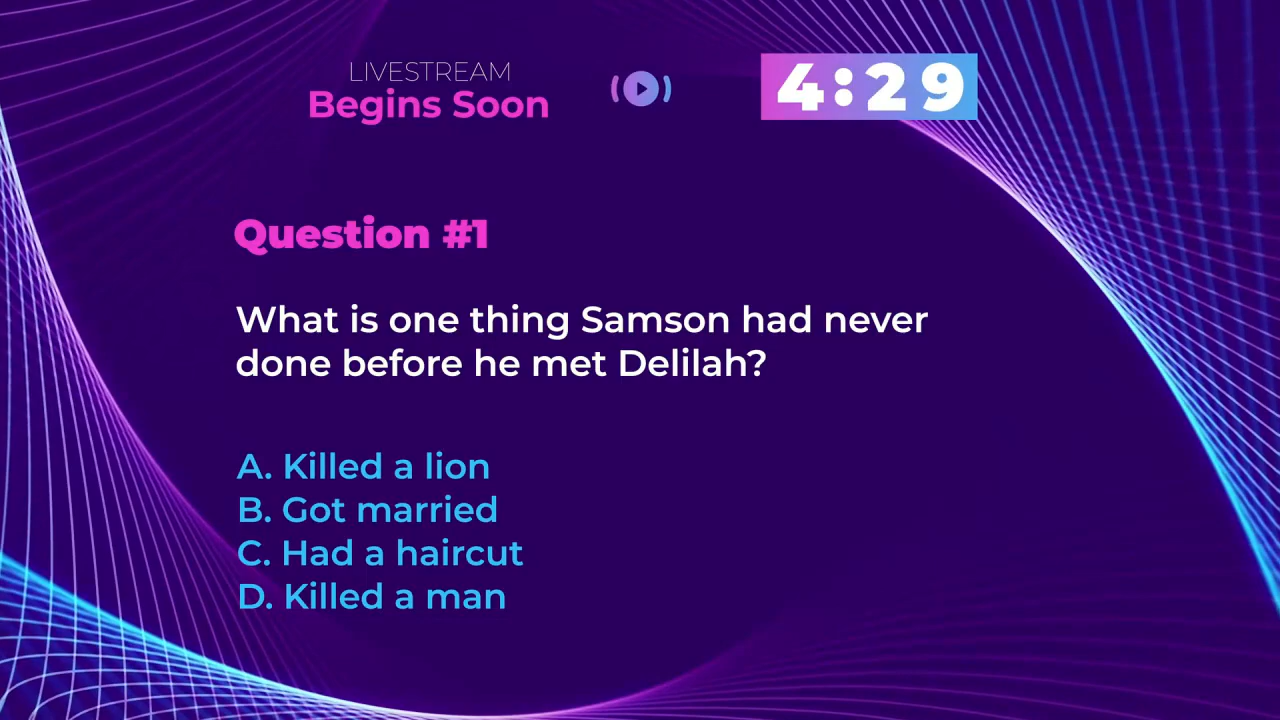 LIVESTREAM
Begins Soon
4:29
Question #1
What is one thing Samson had never
done before he met Delilah?
A. Killed a lion
B. Got married
C. Had a haircut
D. Killed a man